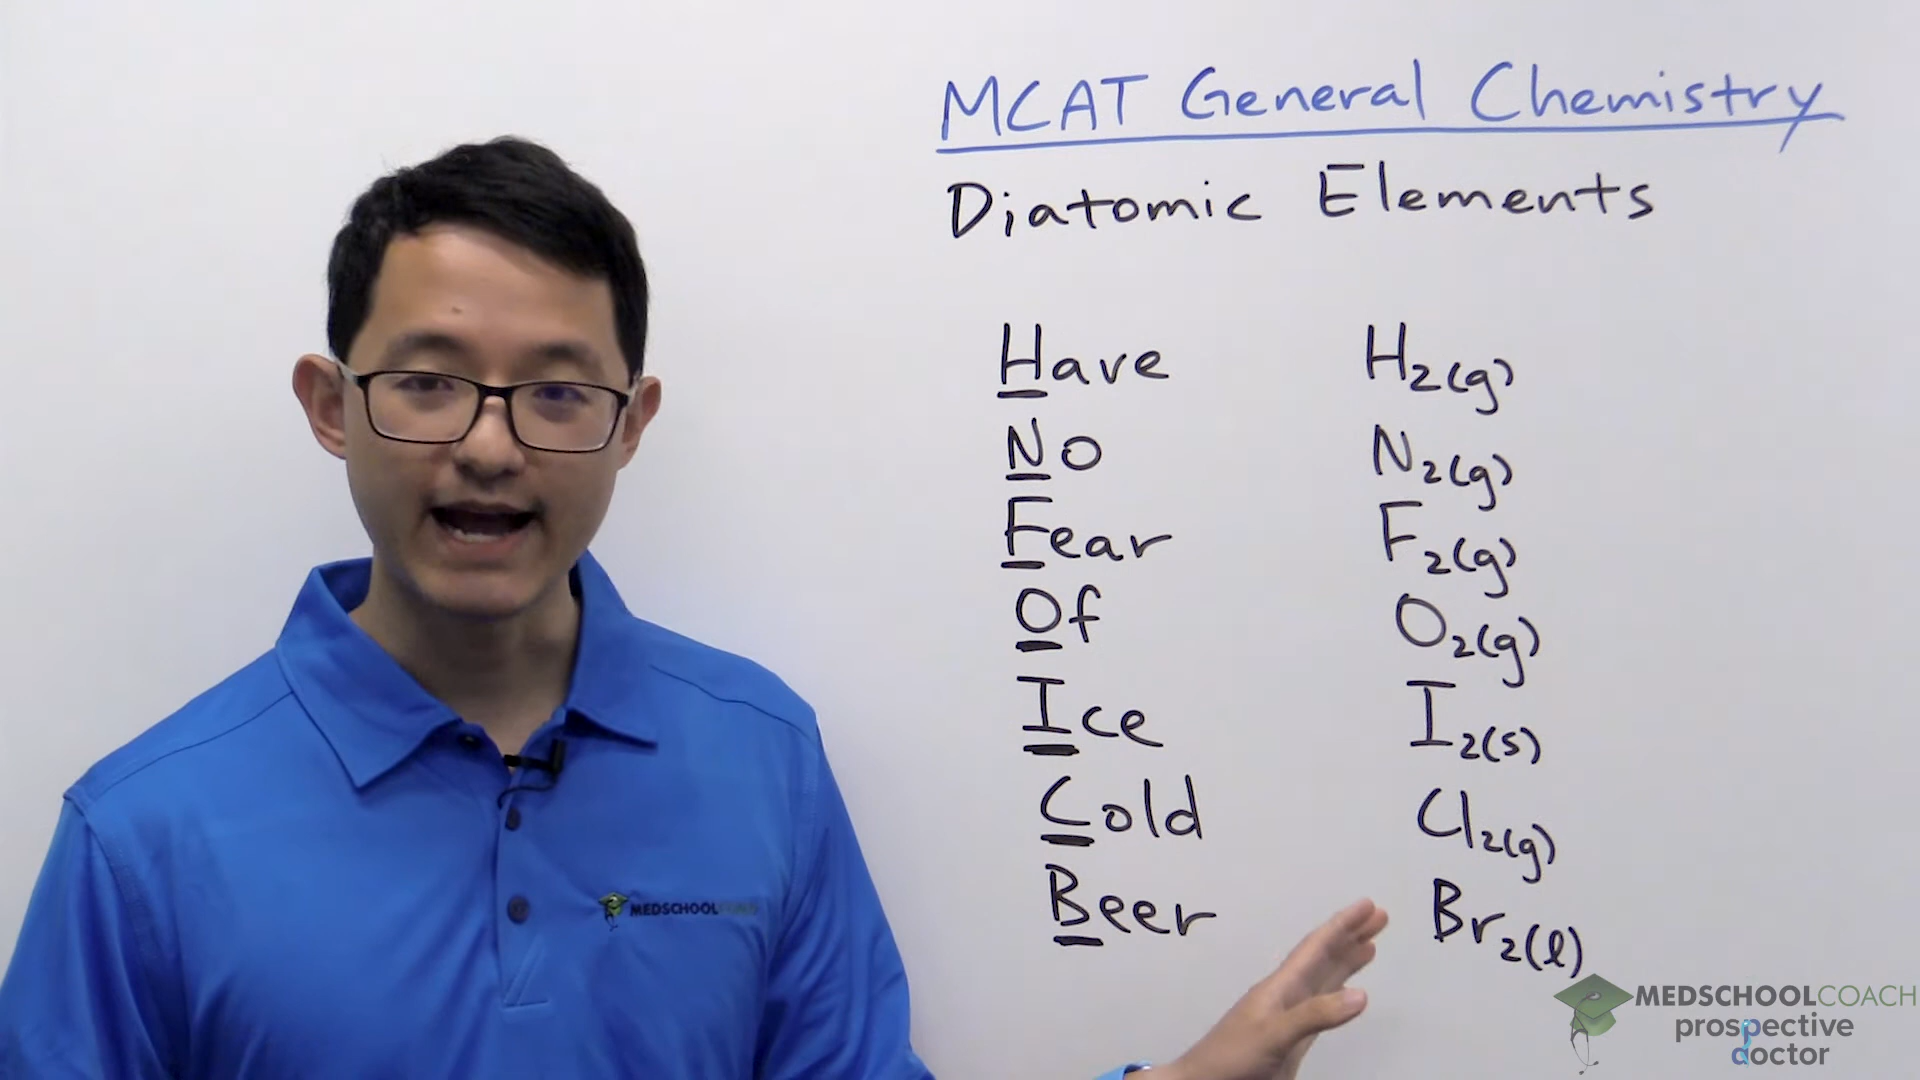 MCAT General Chemistry
Diatomic Elements
Have H2(g)
No N2(g)
Fear F2(g)
Of O2(g)
Ice I2(s)
Cold Cl2(g)
Beer Br2(l)
MEDSCHOOLCOACH
MEDSCHOOLCOACH
prospective
doctor